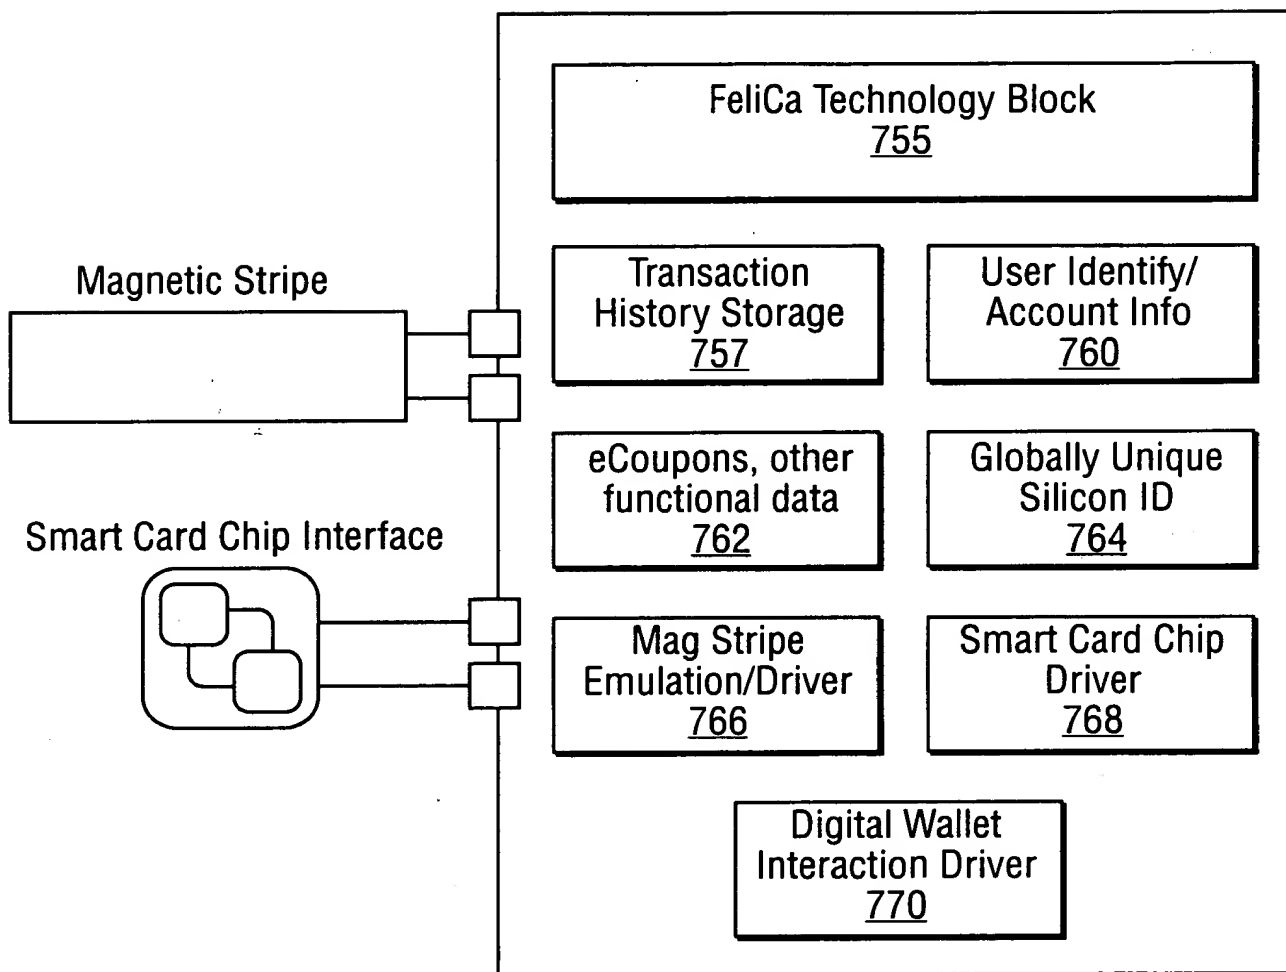 FeliCa Technology Block
755
Magnetic Stripe
Transaction
History Storage
757
User Identify/
Account Info
760
eCoupons, other
functional data
762
Globally Unique
Silicon ID
764
Smart Card Chip Interface
Mag Stripe
Emulation/Driver
766
Smart Card Chip
Driver
768
Digital Wallet
Interaction Driver
770